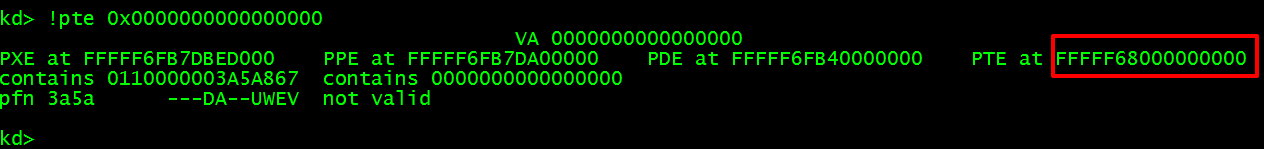 kd> !pte 0x0000000000000000
VA 0000000000000000
PXE at FFFFF6FB7DBED000 PPE at FFFFF6FB7DA00000 PDE at FFFFF6FB40000000 PTE at FFFFF68000000000
contains 0110000003A5A867 contains 0000000000000000
pfn 3a5a ---DA--UWEV not valid
kd>